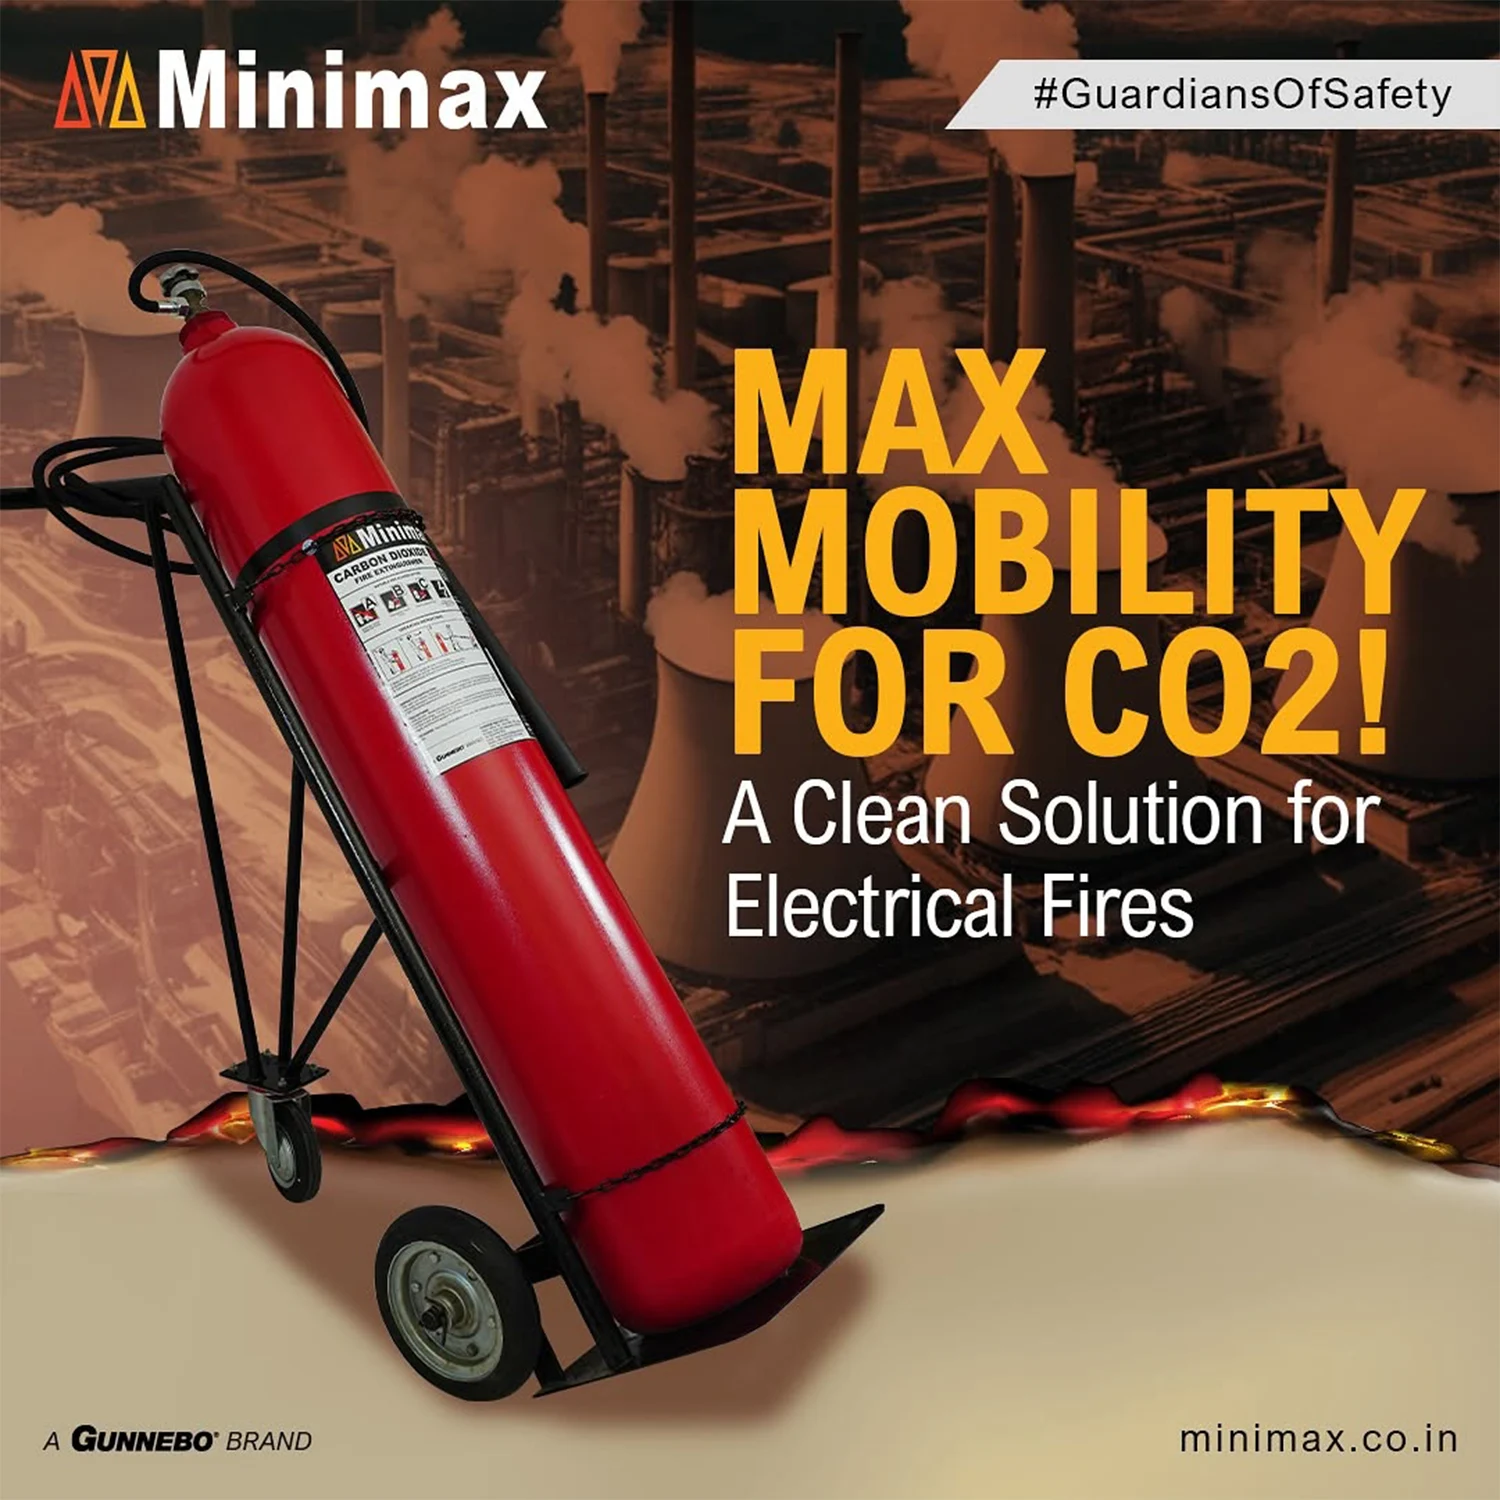 Minimax
#GuardiansOfSafety
MAX
MOBILITY
FOR CO2!
A Clean Solution for
Electrical Fires
Minimax
CARBON DIOXIDE
FIRE EXTINGUISHER
A B C
GUNNEBO
A GUNNEBO® BRAND
minimax.co.in